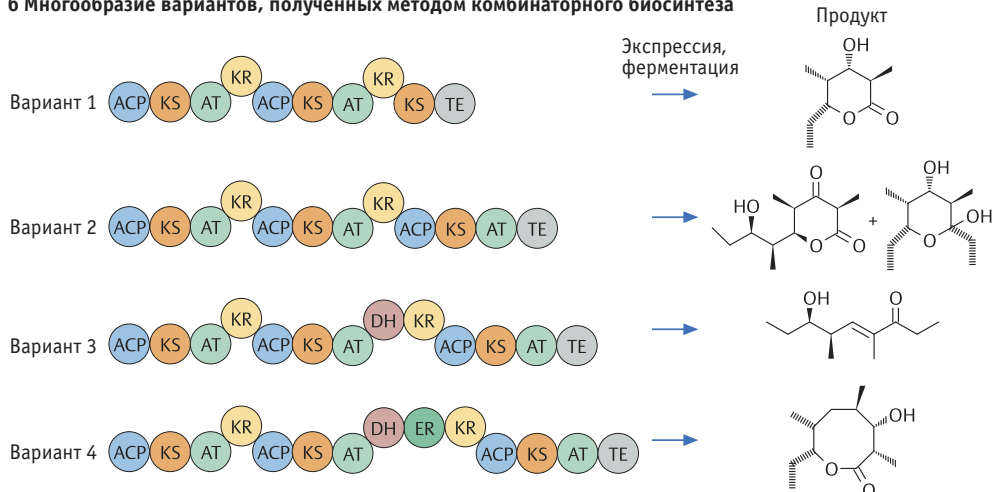 б Многообразие вариантов, полученных методом комбинаторного биосинтеза
Продукт
Экспрессия,
ферментация
Вариант 1
ACP KS AT KR ACP KS AT KR KS TE
OH
O O
Вариант 2
ACP KS AT KR ACP KS AT KR ACP KS AT TE
HO O O O
+
OH OH O
Вариант 3
ACP KS AT KR ACP KS AT DH KR ACP KS AT TE
OH O
Вариант 4
ACP KS AT KR ACP KS AT DH ER KR ACP KS AT TE
OH
O O